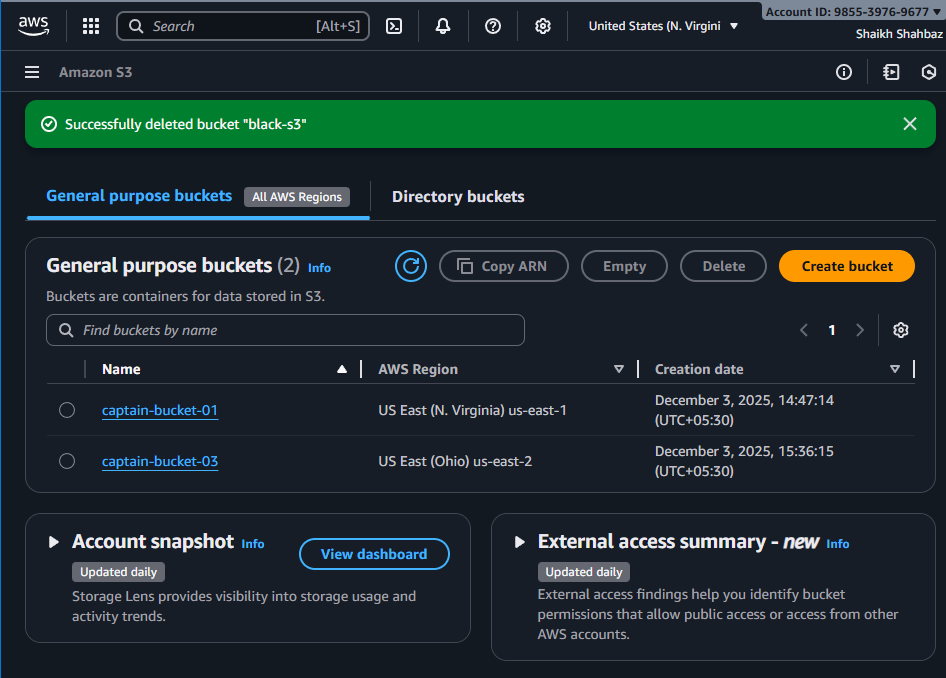 aws
Search [Alt+S]
United States (N. Virgini
Account ID: 9855-3976-9677
Shaikh Shahbaz
Amazon S3
Successfully deleted bucket "black-s3"
General purpose buckets All AWS Regions Directory buckets
General purpose buckets (2) Info Copy ARN Empty Delete Create bucket
Buckets are containers for data stored in S3.
Find buckets by name 1
Name AWS Region Creation date
captain-bucket-01 US East (N. Virginia) us-east-1 December 3, 2025, 14:47:14
(UTC+05:30)
captain-bucket-03 US East (Ohio) us-east-2 December 3, 2025, 15:36:15
(UTC+05:30)
Account snapshot Info View dashboard
Updated daily
Storage Lens provides visibility into storage usage and
activity trends.
External access summary - new Info
Updated daily
External access findings help you identify bucket
permissions that allow public access or access from other
AWS accounts.